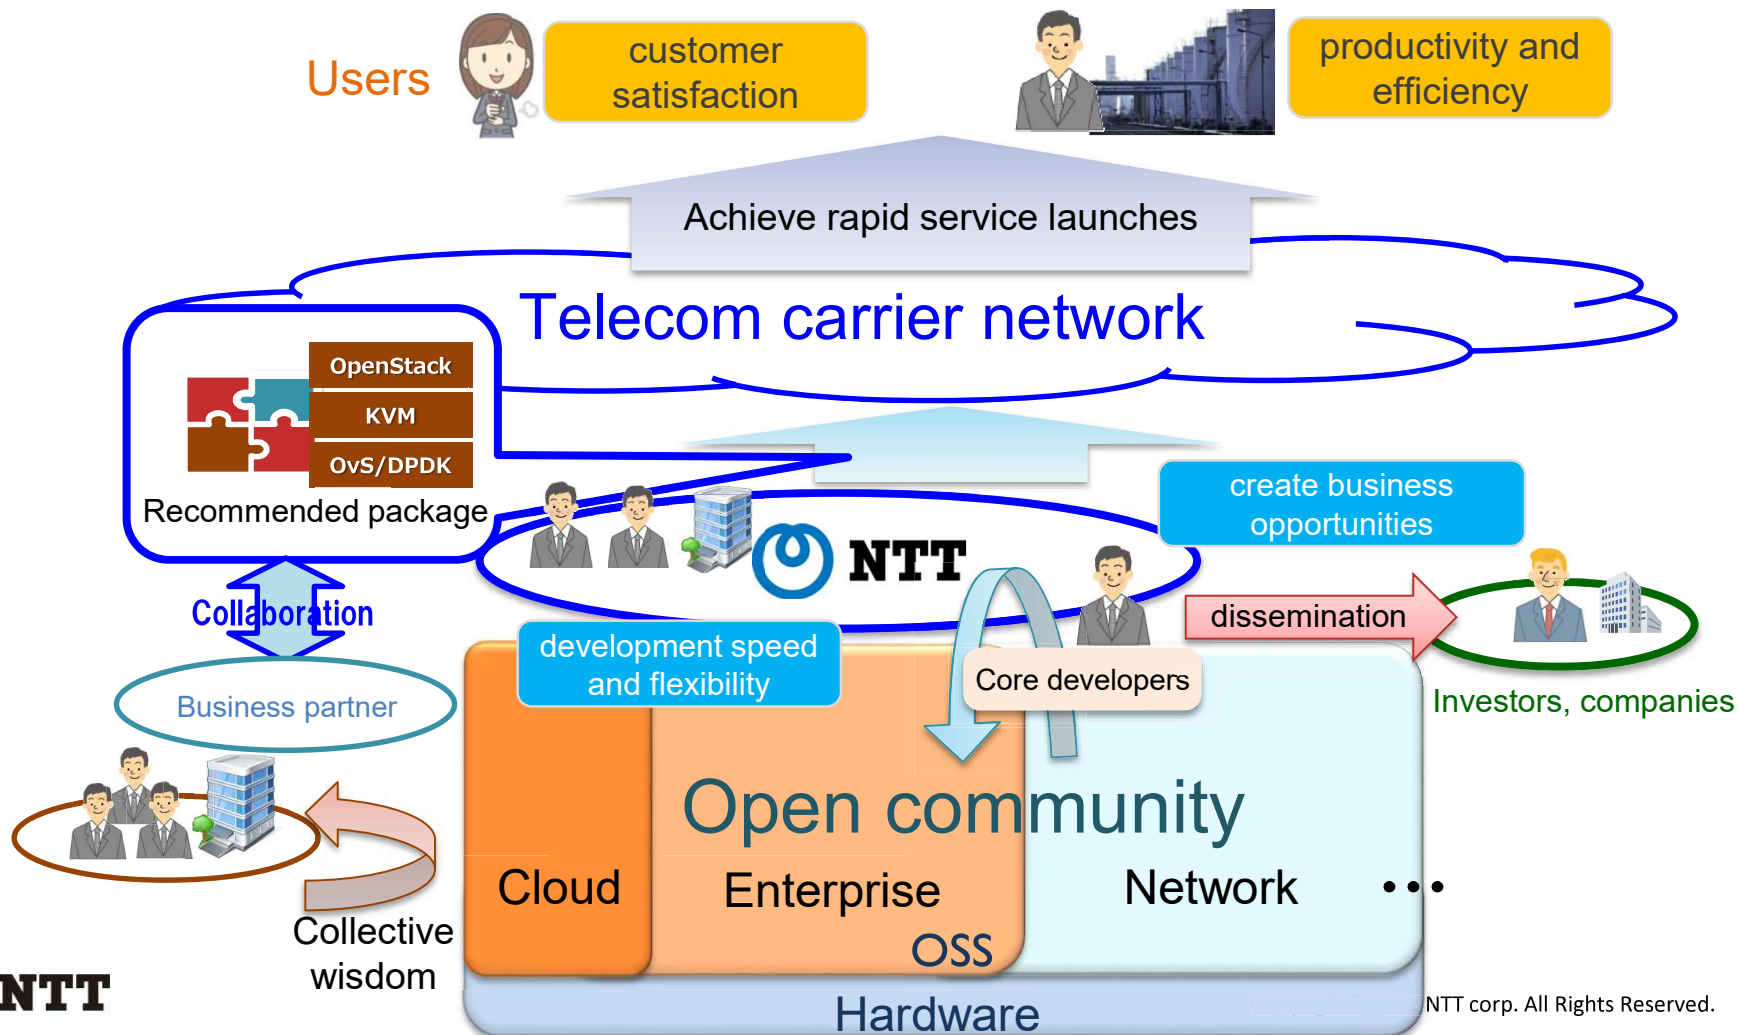 Users
customer
satisfaction
productivity and
efficiency
Achieve rapid service launches
Telecom carrier network
OpenStack
KVM
OvS/DPDK
Recommended package
create business
opportunities
NTT
Collaboration
dissemination
development speed
and flexibility
Core developers
Investors, companies
Business partner
Open community
Cloud
Enterprise
Network
•••
Collective
wisdom
OSS
Hardware
NTT
NTT corp. All Rights Reserved.